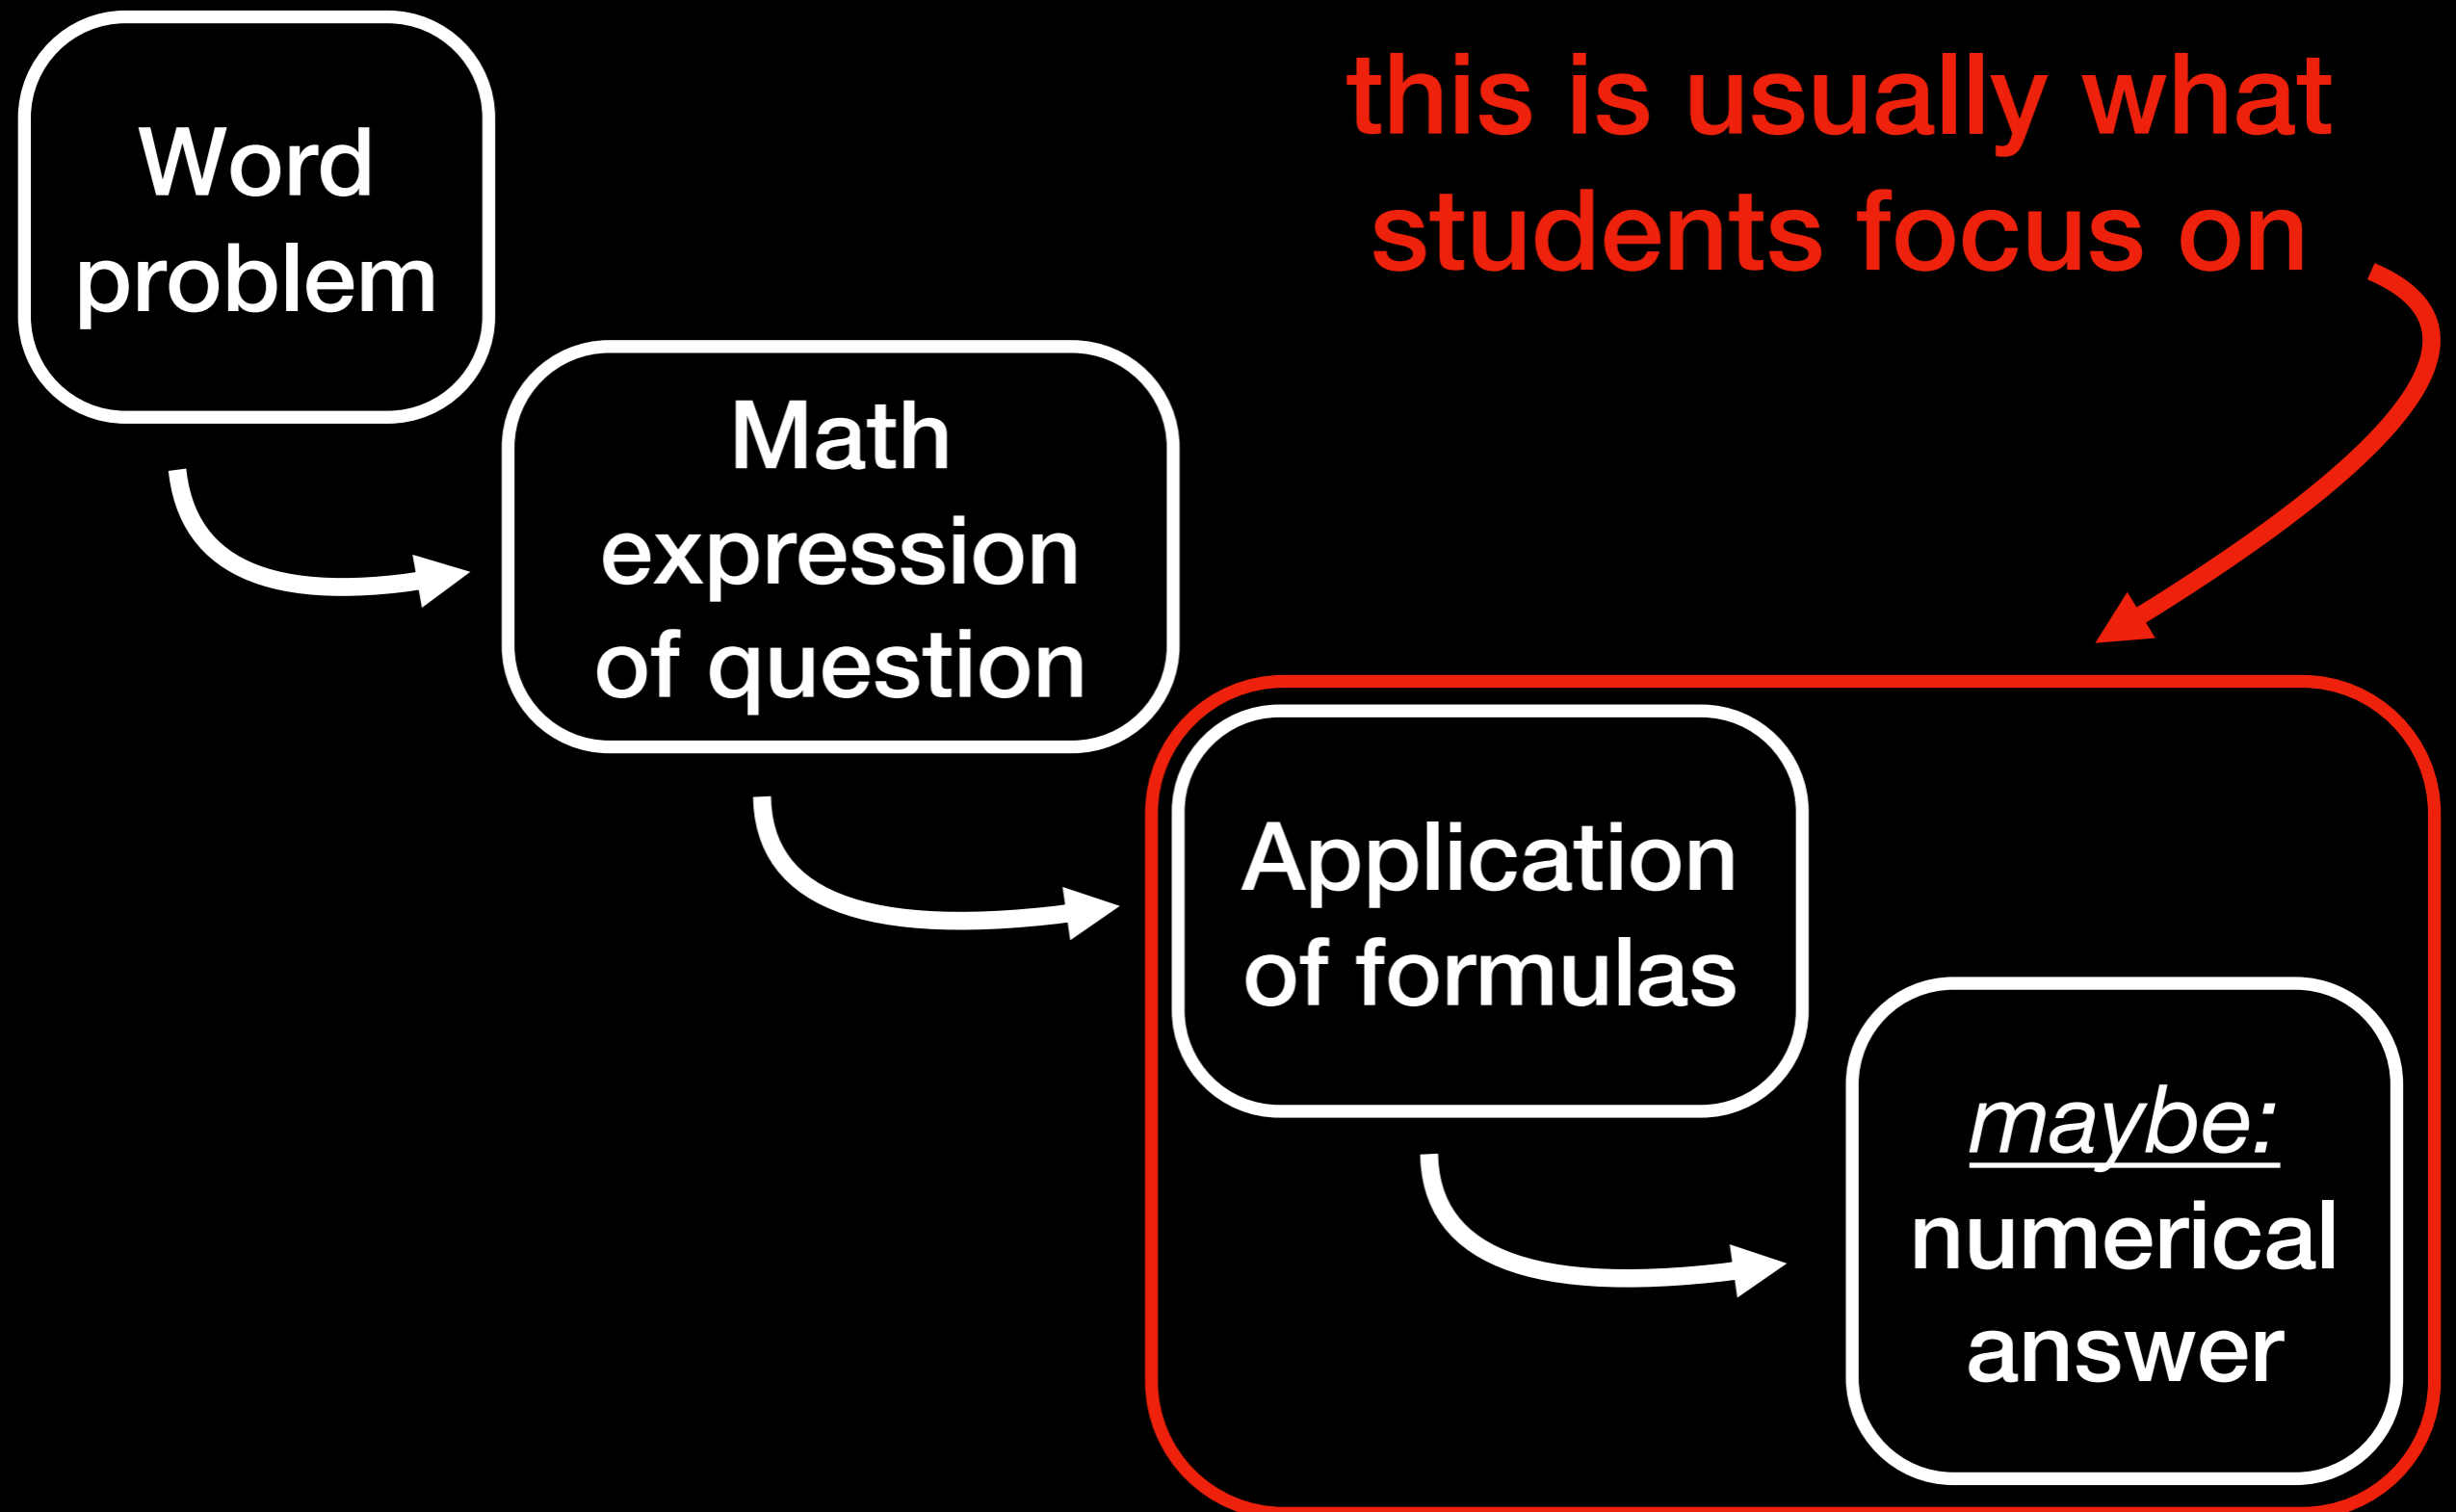 this is usually what
students focus on
Word
problem
Math
expression
of question
Application
of formulas
maybe:
numerical
answer